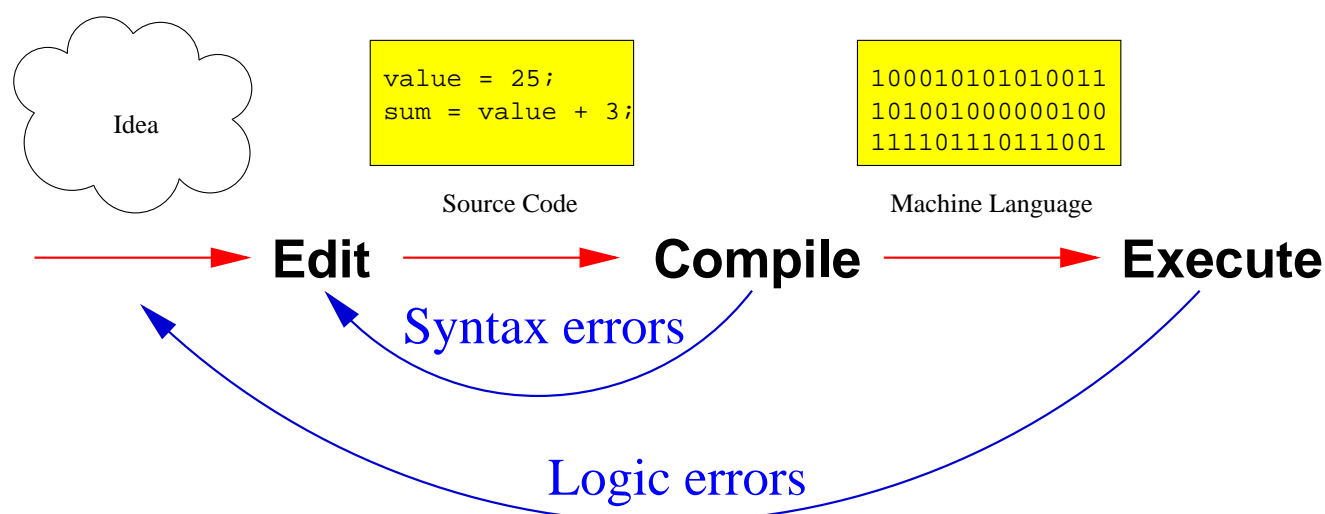 Idea
value = 25;
sum = value + 3;
100010101010011
101001000000100
111101110111001
Source Code
Machine Language
Edit
Compile
Execute
Syntax errors
Logic errors